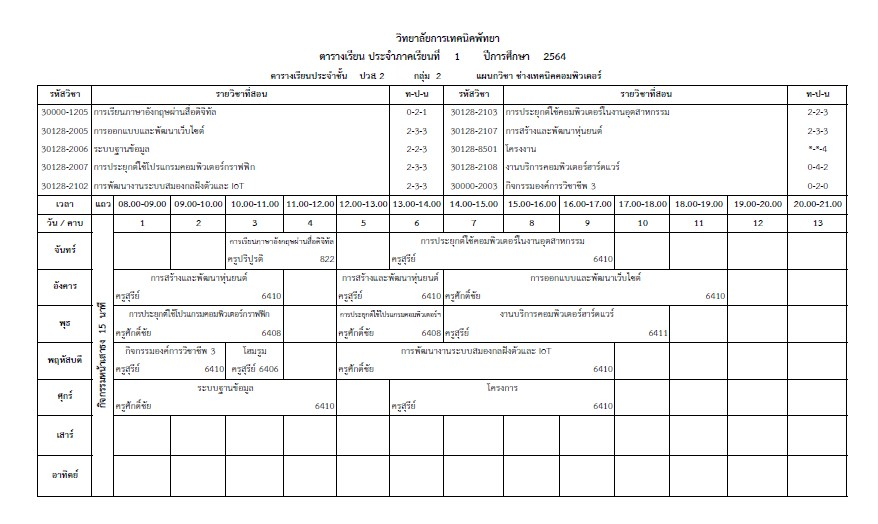 วิทยาลัยการเทคนิคพัทยา
ตารางเรียน ประจำภาคเรียนที่ 1 ปีการศึกษา 2564
ตารางเรียนประจำชั้น ปวส 2 กลุ่ม 2 แผนกวิชา ช่างเทคนิคคอมพิวเตอร์
รหัสวิชา รายวิชาที่สอน ท-ป-น รหัสวิชา รายวิชาที่สอน ท-ป-น
30000-1205 การเรียนภาษาอังกฤษผ่านสื่อดิจิทัล 0-2-1 30128-2103 การประยุกต์ใช้คอมพิวเตอร์ในงานอุตสาหกรรม 2-2-3
30128-2005 การออกแบบและพัฒนาเว็บไซต์ 2-3-3 30128-2107 การสร้างและพัฒนาหุ่นยนต์ 2-3-3
30128-2006 ระบบฐานข้อมูล 2-2-3 30128-8501 โครงงาน *-*-4
30128-2007 การประยุกต์ใช้โปรแกรมคอมพิวเตอร์กราฟฟิก 2-3-3 30128-2108 งานบริการคอมพิวเตอร์ฮาร์ดแวร์ 0-4-2
30128-2102 การพัฒนางานระบบสมองกลฝังตัวและ IoT 2-3-3 30000-2003 กิจกรรมองค์การวิชาชีพ 3 0-2-0
เวลา แถว 08.00-09.00 09.00-10.00 10.00-11.00 11.00-12.00 12.00-13.00 13.00-14.00 14.00-15.00 15.00-16.00 16.00-17.00 17.00-18.00 18.00-19.00 19.00-20.00 20.00-21.00
วัน / คาบ 1 2 3 4 5 6 7 8 9 10 11 12 13
กิจกรรมหน้าเสาธง 15 นาที
จันทร์ การเรียนภาษาอังกฤษผ่านสื่อดิจิทัล การประยุกต์ใช้คอมพิวเตอร์ในงานอุตสาหกรรม
ครูปริปูรติ 822 ครูสุรีย์ 6410
อังคาร การสร้างและพัฒนาหุ่นยนต์ การสร้างและพัฒนาหุ่นยนต์ การออกแบบและพัฒนาเว็บไซต์
ครูสุรีย์ 6410 ครูสุรีย์ 6410 ครูศักดิ์ชัย 6410
พุธ การประยุกต์ใช้โปรแกรมคอมพิวเตอร์กราฟฟิก การประยุกต์ใช้โปรแกรมคอมพิวเตอร์ฯ งานบริการคอมพิวเตอร์ฮาร์ดแวร์
ครูศักดิ์ชัย 6408 ครูศักดิ์ชัย 6408 ครูสุรีย์ 6411
พฤหัสบดี กิจกรรมองค์การวิชาชีพ 3 โฮมรูม การพัฒนางานระบบสมองกลฝังตัวและ IoT
ครูสุรีย์ 6410 ครูสุรีย์ 6406 ครูศักดิ์ชัย 6410
ศุกร์ ระบบฐานข้อมูล โครงการ
ครูศักดิ์ชัย 6410 ครูสุรีย์ 6410
เสาร์
อาทิตย์